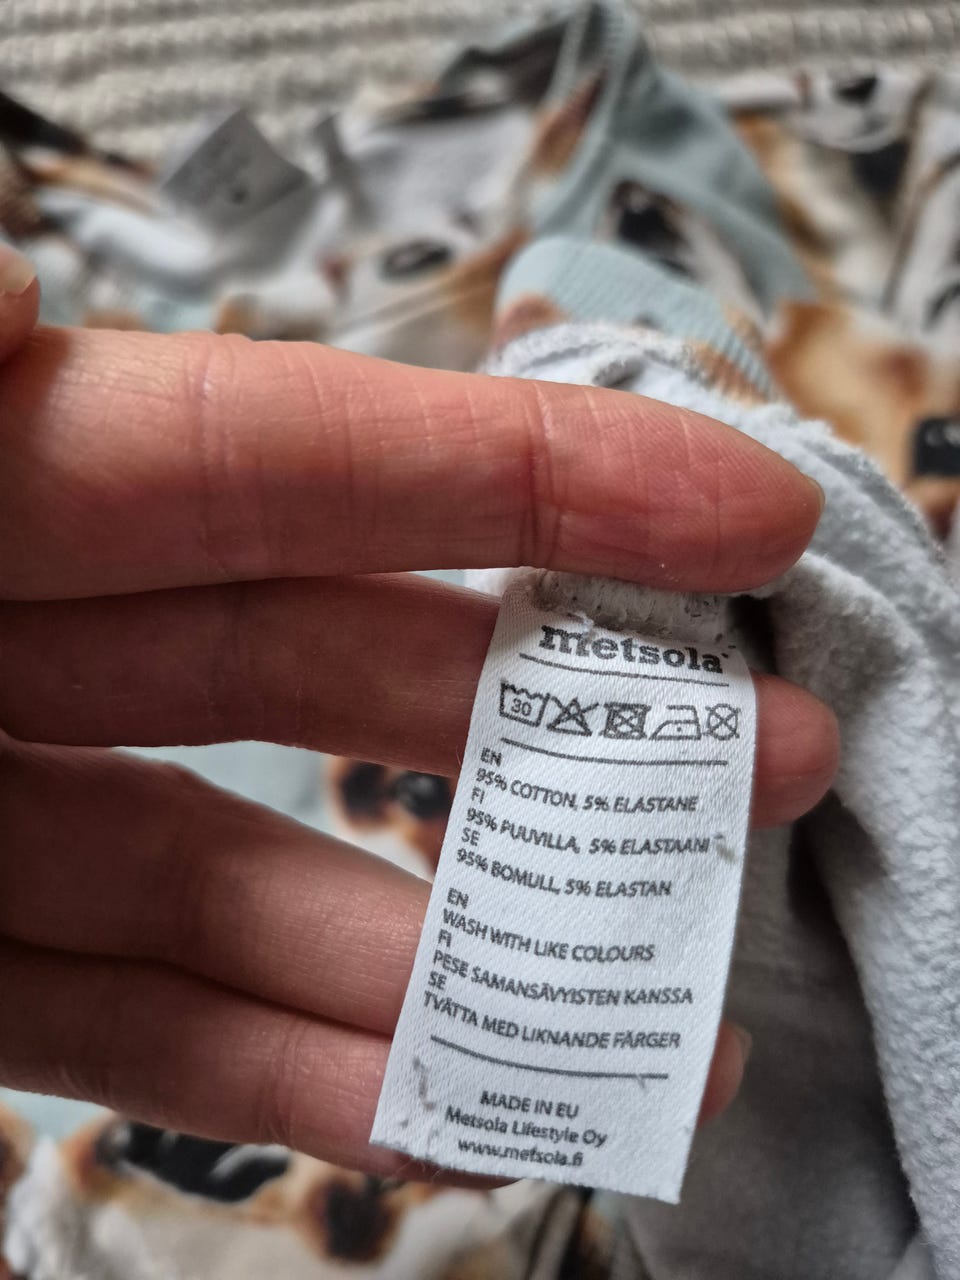 metsola
30
EN
95% COTTON, 5% ELASTANE
FI
95% PUUVILLA, 5% ELASTAANI
SE
95% BOMULL, 5% ELASTAN
EN
WASH WITH LIKE COLOURS
FI
PESE SAMANSÄVYISTEN KANSSA
SE
TVÄTTA MED LIKNANDE FÄRGER
MADE IN EU
Metsola Lifestyle Oy
www.metsola.fi